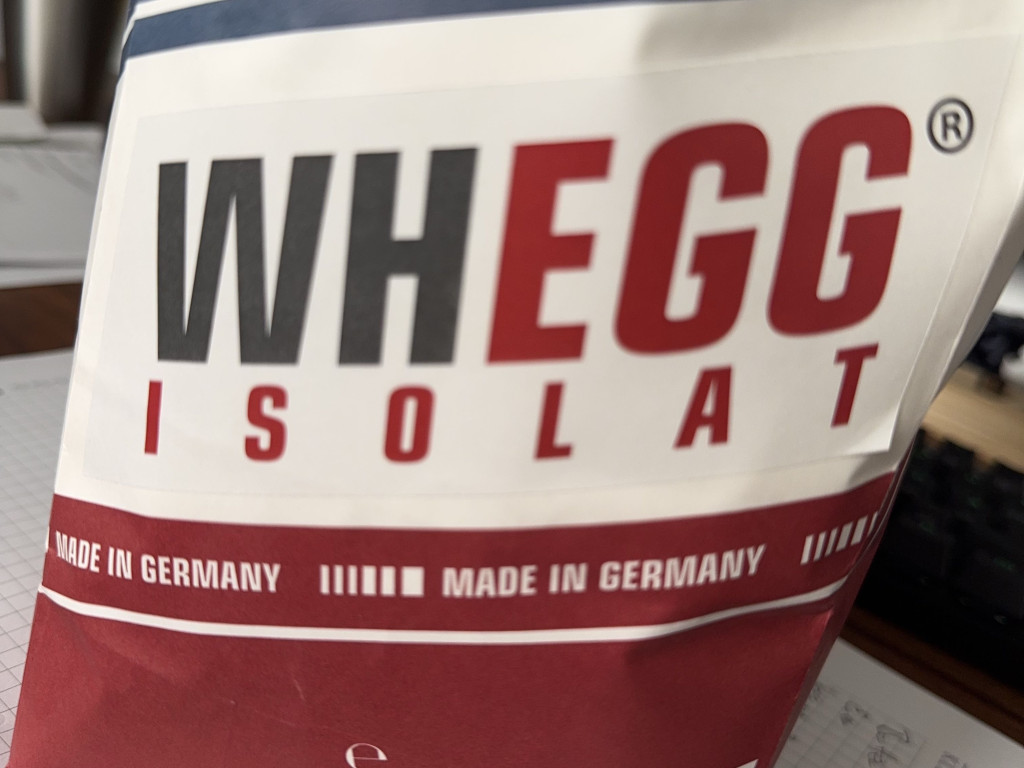 WHEGG®
ISOLAT
MADE IN GERMANY MADE IN GERMANY
e